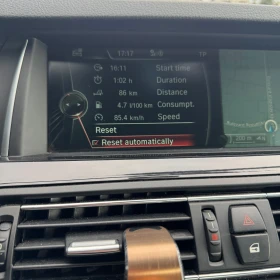 17:17
16:11 Start time
1:02 h Duration
86 km Distance
4.7 l/100 km Consumpt.
85.4 km/h Speed
Reset
Reset automatically